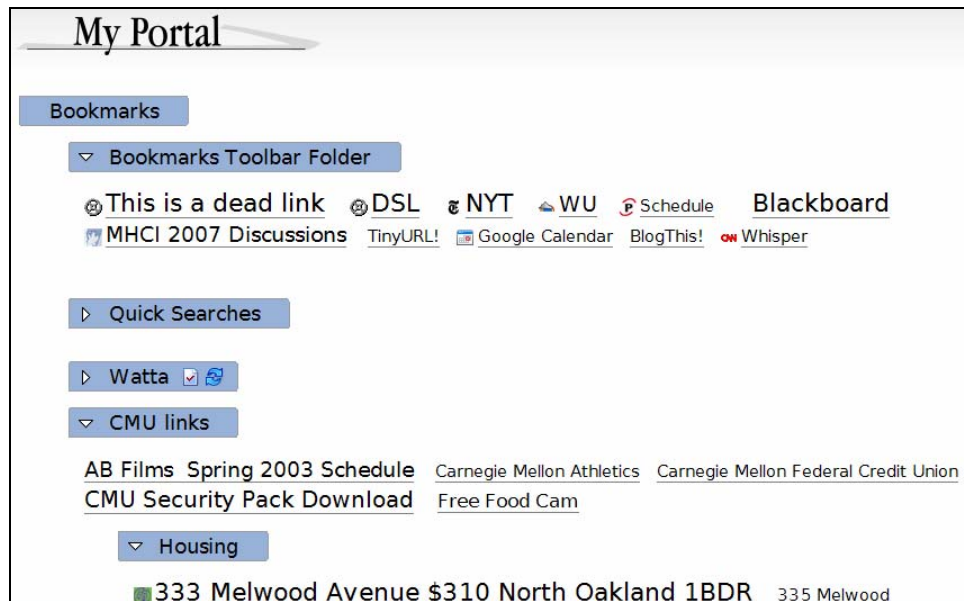 My Portal
Bookmarks
Bookmarks Toolbar Folder
This is a dead link DSL NYT WU Schedule Blackboard
MHCI 2007 Discussions TinyURL! Google Calendar BlogThis! CNN Whisper
Quick Searches
Watta
CMU links
AB Films Spring 2003 Schedule Carnegie Mellon Athletics Carnegie Mellon Federal Credit Union
CMU Security Pack Download Free Food Cam
Housing
333 Melwood Avenue $310 North Oakland 1BDR 335 Melwood